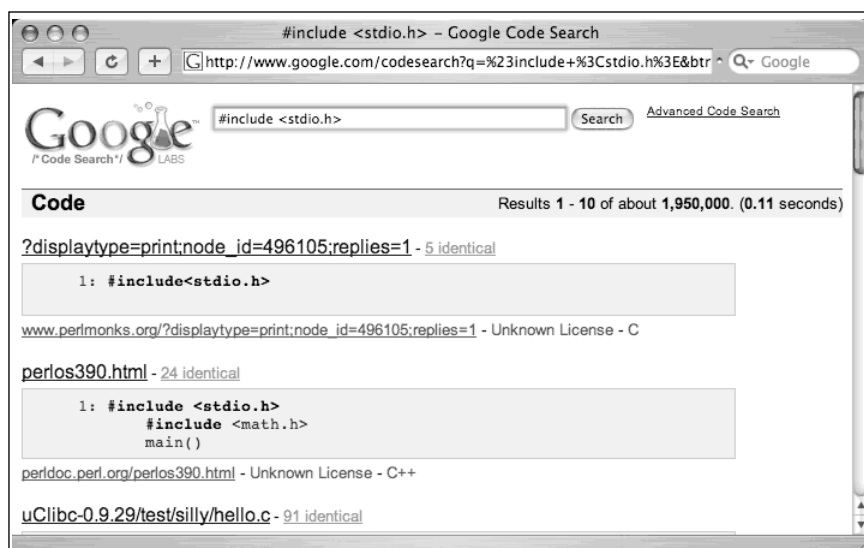 #include <stdio.h> – Google Code Search
G http://www.google.com/codesearch?q=%23include+%3Cstdio.h%3E&btr Google
Google™
/*Code Search*/ LABS
#include <stdio.h> Search Advanced Code Search
Code Results 1 - 10 of about 1,950,000. (0.11 seconds)
?displaytype=print;node_id=496105;replies=1 - 5 identical
1: #include<stdio.h>
www.perlmonks.org/?displaytype=print;node_id=496105;replies=1 - Unknown License - C
perlos390.html - 24 identical
1: #include <stdio.h>
#include <math.h>
main()
perldoc.perl.org/perlos390.html - Unknown License - C++
uClibc-0.9.29/test/silly/hello.c - 91 identical